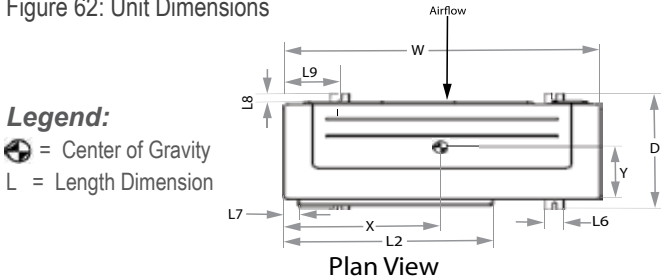 Figure 62: Unit Dimensions
Airflow
W
L9
L8
Legend:
= Center of Gravity
L = Length Dimension
D
Y
L7
X
L6
L2
Plan View